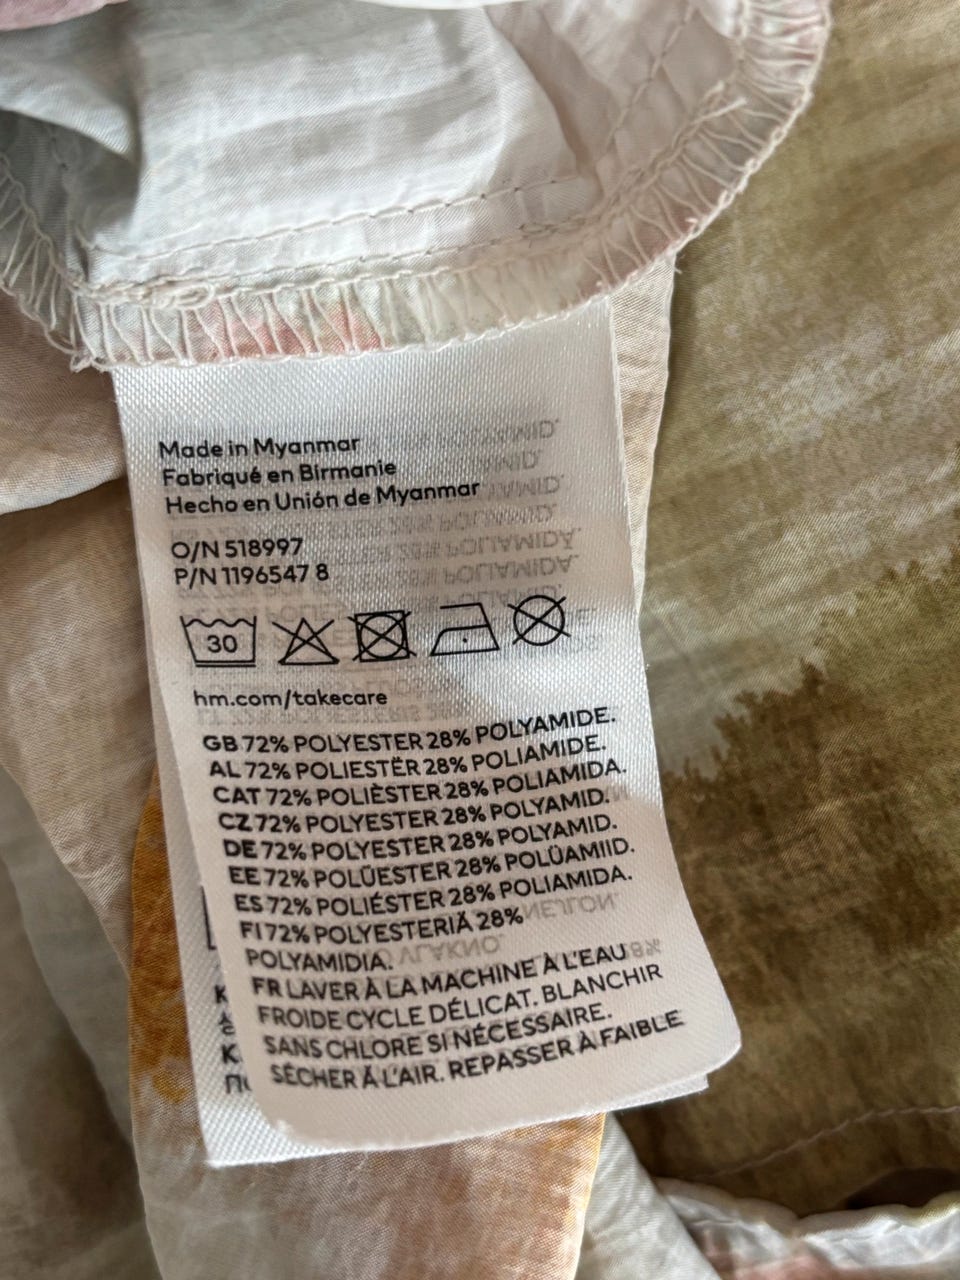 Made in Myanmar
Fabriqué en Birmanie
Hecho en Unión de Myanmar
O/N 518997
P/N 1196547 8
30
hm.com/takecare
GB 72% POLYESTER 28% POLYAMIDE.
AL 72% POLIESTËR 28% POLIAMIDE.
CAT 72% POLIÈSTER 28% POLIAMIDA.
CZ 72% POLYESTER 28% POLYAMID.
DE 72% POLYESTER 28% POLYAMID.
EE 72% POLÜESTER 28% POLÜAMIID.
ES 72% POLIÉSTER 28% POLIAMIDA.
FI 72% POLYESTERIÄ 28%
POLYAMIDIA.
FR LAVER À LA MACHINE À L'EAU
FROIDE CYCLE DÉLICAT. BLANCHIR
SANS CHLORE SI NÉCESSAIRE.
SÉCHER À L'AIR. REPASSER À FAIBLE